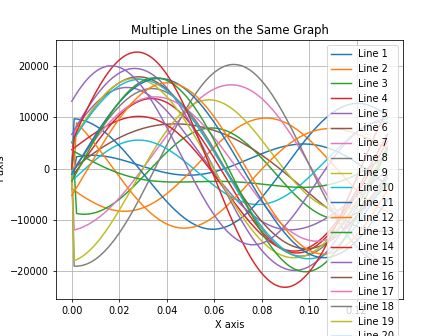 Multiple Lines on the Same Graph
20000
10000
0
−10000
−20000
0.00 0.02 0.04 0.06 0.08 0.10
X axis
axis
Line 1
Line 2
Line 3
Line 4
Line 5
Line 6
Line 7
Line 8
Line 9
Line 10
Line 11
Line 12
Line 13
Line 14
Line 15
Line 16
Line 17
Line 18
Line 19
Line 20